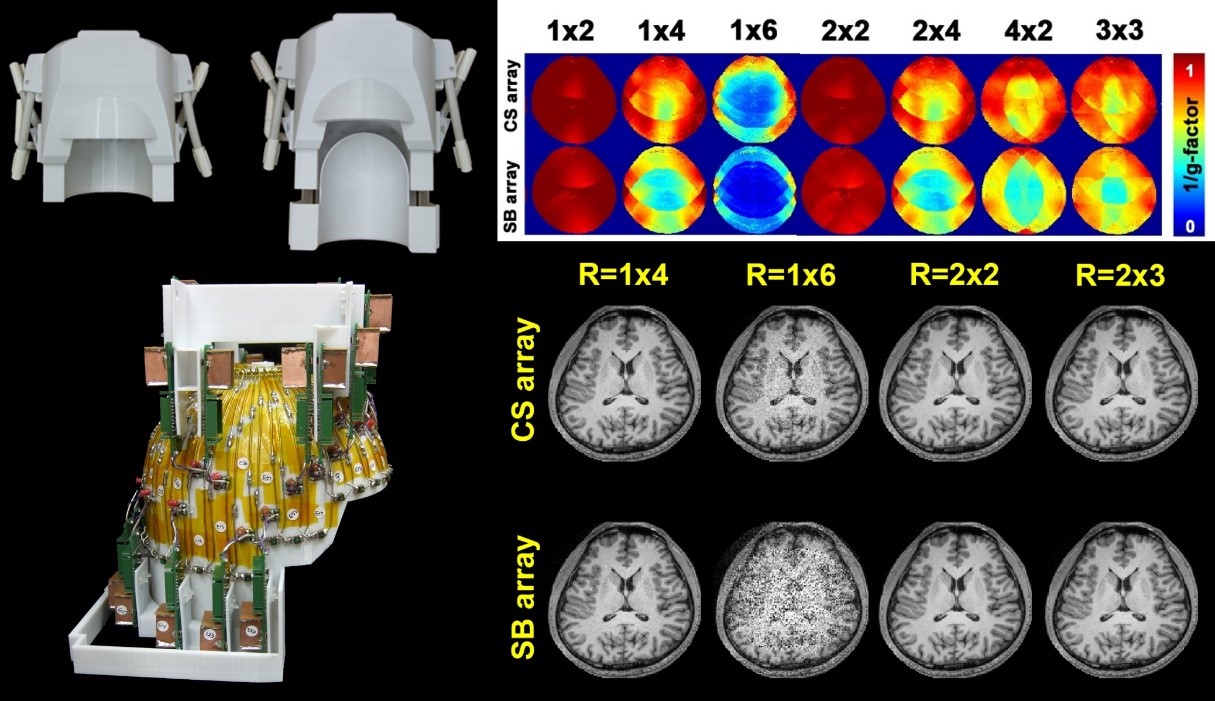 1x2 1x4 1x6 2x2 2x4 4x2 3x3
CS array
SB array
1
1/g-factor
0
R=1x4 R=1x6 R=2x2 R=2x3
CS array
SB array